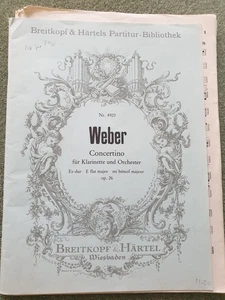 Breitkopf & Härtels Partitur-Bibliothek
Nr. 4925
Weber
Concertino
für Klarinette und Orchester
Es-dur E flat major mi bémol majeur
op. 26
BREITKOPF & HÄRTEL
Wiesbaden